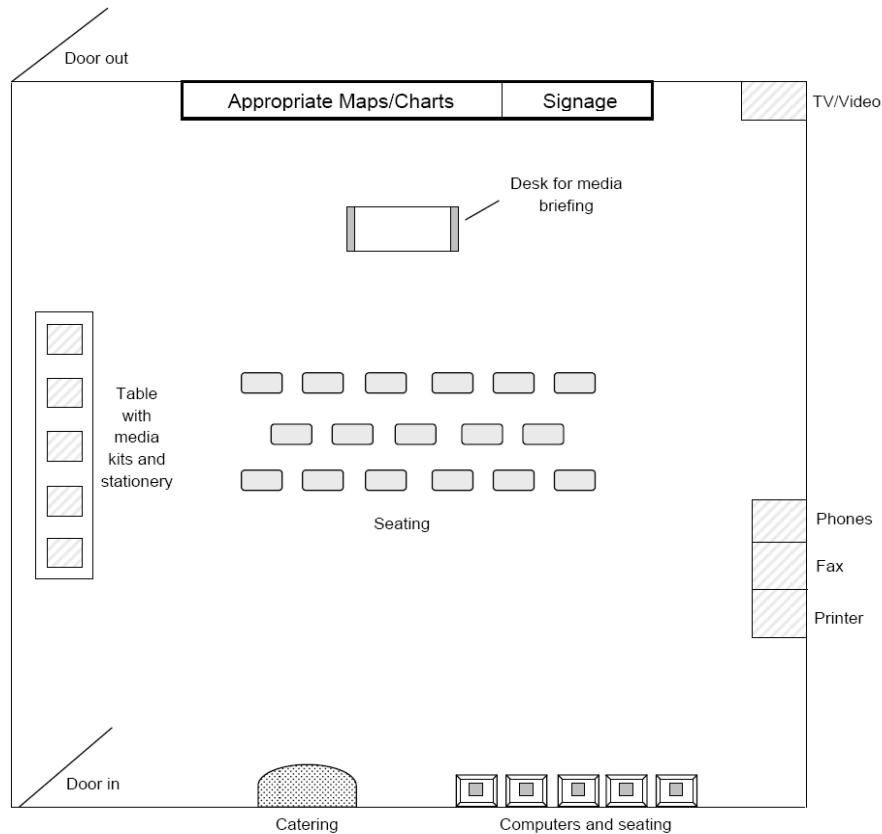 Door out
Appropriate Maps/Charts
Signage
TV/Video
Desk for media
briefing
Table
with
media
kits and
stationery
Seating
Phones
Fax
Printer
Door in
Catering
Computers and seating